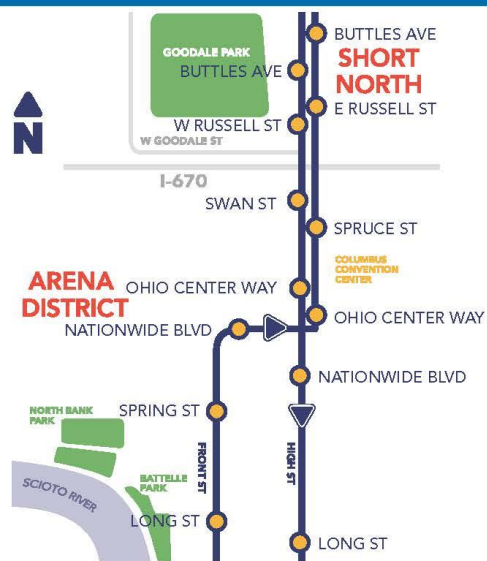 BUTTLES AVE
GOODALE PARK
SHORT
NORTH
BUTTLES AVE
E RUSSELL ST
W RUSSELL ST
N
W GOODALE ST
I-670
SWAN ST
SPRUCE ST
COLUMBUS
CONVENTION
CENTER
ARENA
DISTRICT
OHIO CENTER WAY
OHIO CENTER WAY
NATIONWIDE BLVD
NATIONWIDE BLVD
NORTH BANK
PARK
SPRING ST
FRONT ST
HIGH ST
BATTELLE
PARK
SCIOTO RIVER
LONG ST
LONG ST